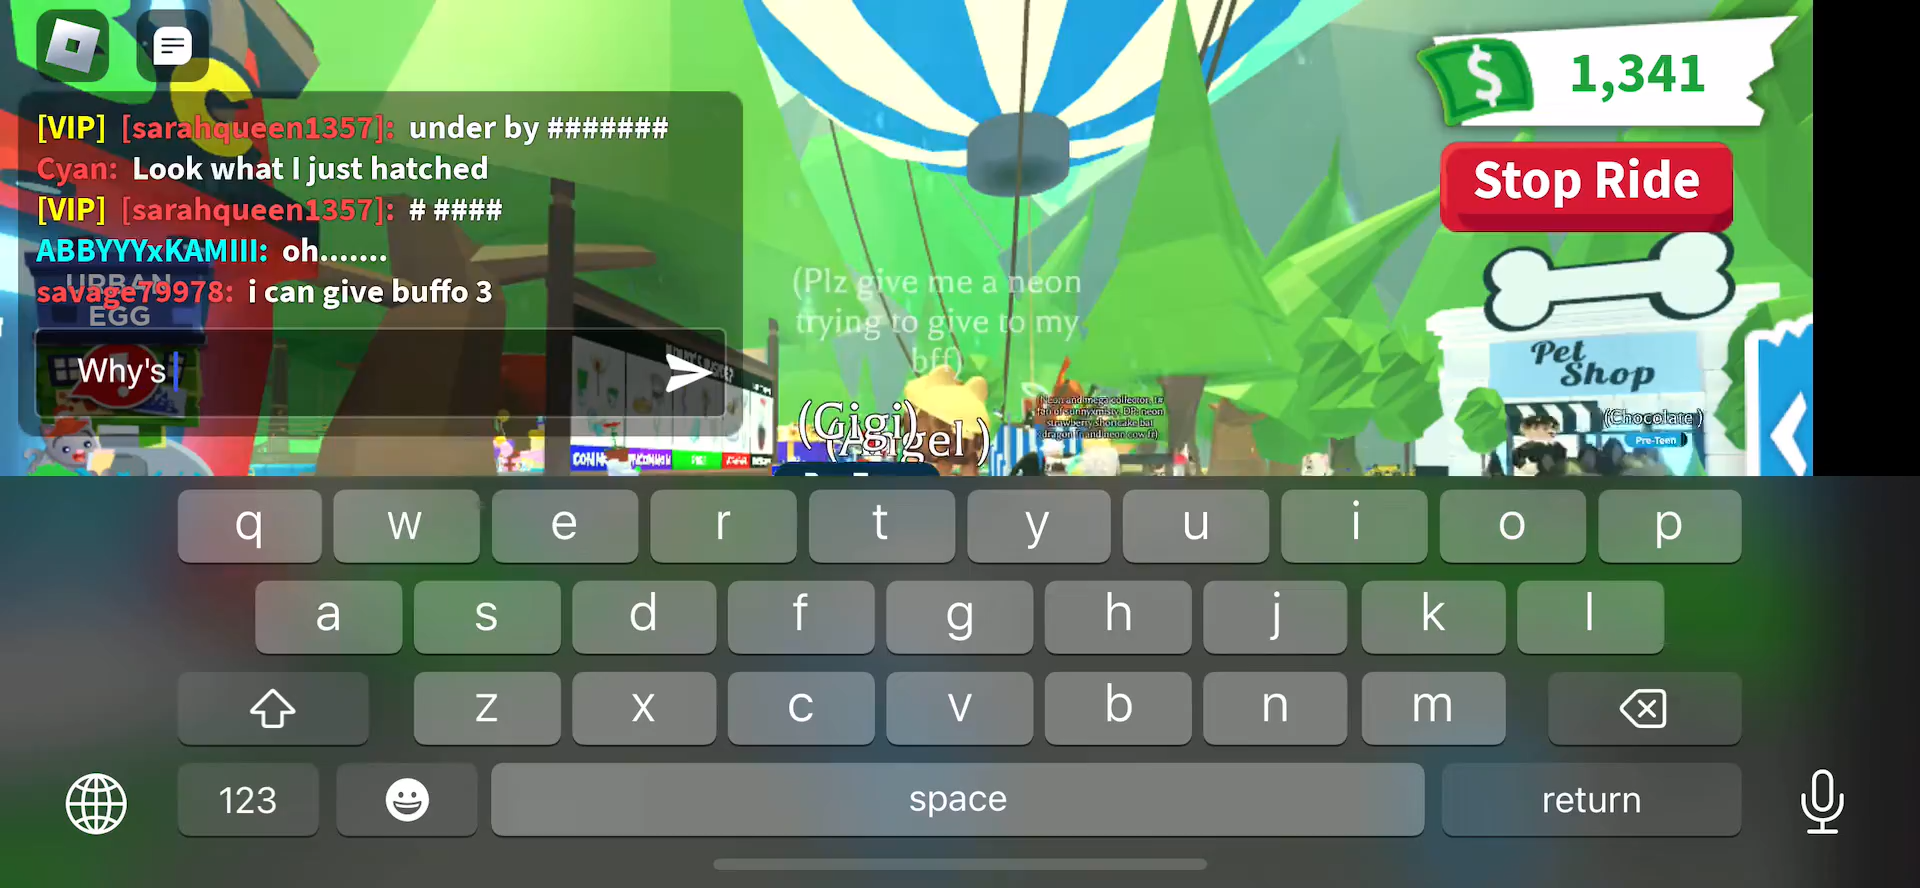 1,341
[VIP] [sarahqueen1357]: under by #######
Cyan: Look what I just hatched
[VIP] [sarahqueen1357]: # ####
ABBYYYxKAMIII: oh.......
savage79978: i can give buffo 3
URBAN
EGG
Why's
Stop Ride
(Plz give me a neon
trying to give to my
bff)
(Gigi)
(Angel )
Pet
Shop
(Chocolate )
Pre-Teen
q w e r t y u i o p
a s d f g h j k l
z x c v b n m
123
space
return